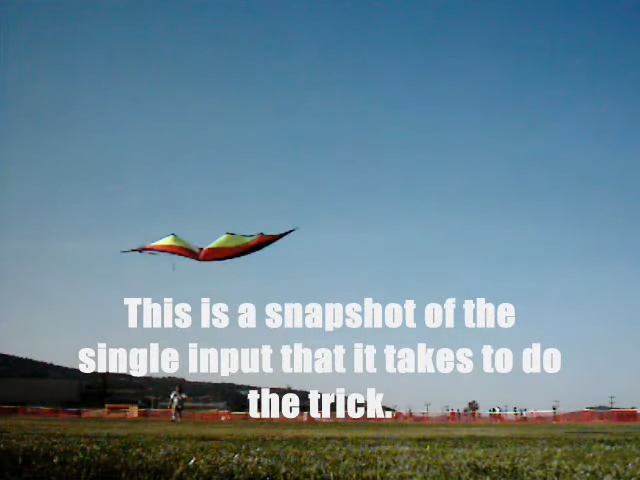 This is a snapshot of the
single input that it takes to do
the trick